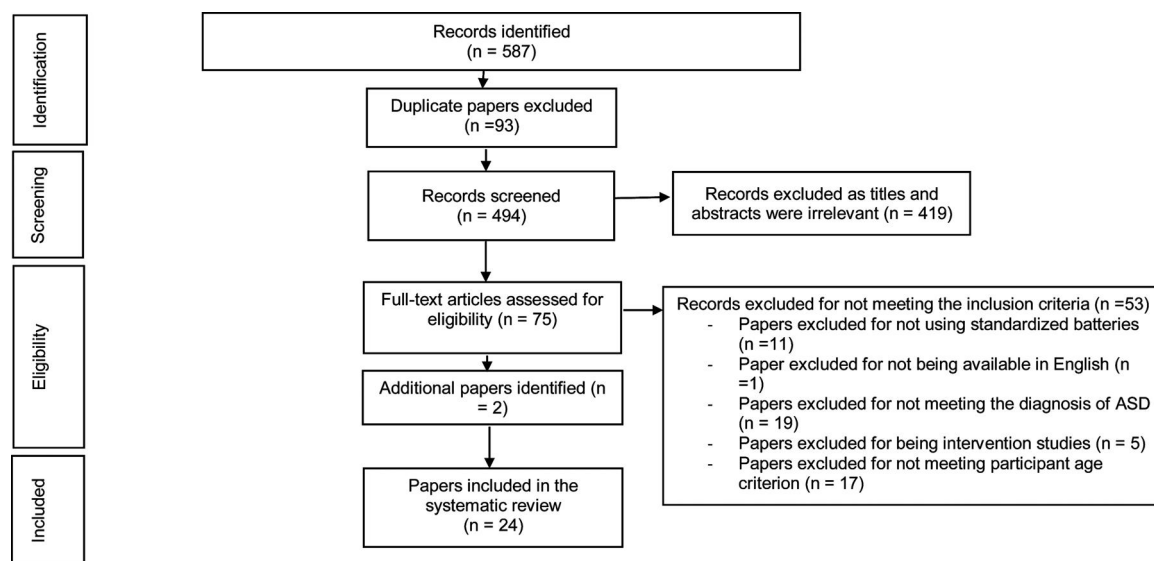 Identification
Records identified
(n = 587)
Duplicate papers excluded
(n =93)
Screening
Records screened
(n = 494)
Records excluded as titles and
abstracts were irrelevant (n = 419)
Eligibility
Full-text articles assessed for
eligibility (n = 75)
Records excluded for not meeting the inclusion criteria (n =53)
- Papers excluded for not using standardized batteries
(n =11)
- Paper excluded for not being available in English (n
=1)
- Papers excluded for not meeting the diagnosis of ASD
(n = 19)
- Papers excluded for being intervention studies (n = 5)
- Papers excluded for not meeting participant age
criterion (n = 17)
Additional papers identified (n
= 2)
Included
Papers included in the
systematic review
(n = 24)